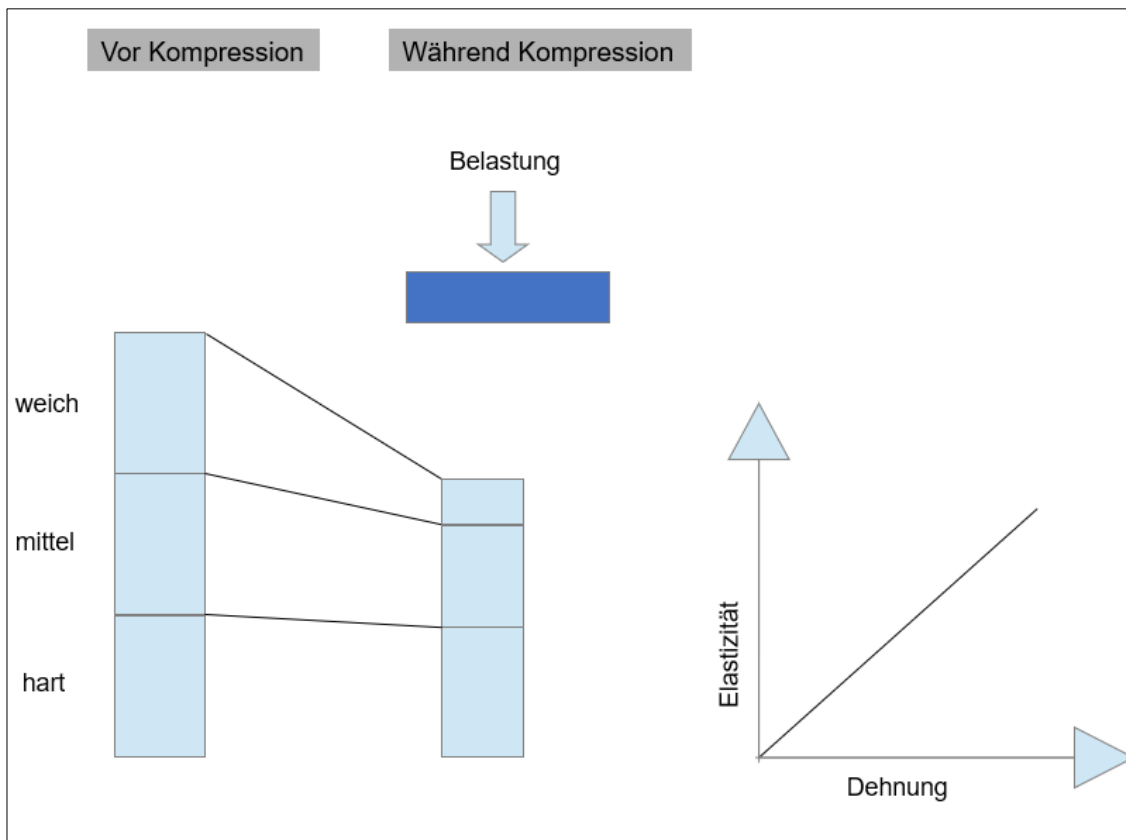 Vor Kompression
Während Kompression
Belastung
weich
mittel
hart
Elastizität
Dehnung